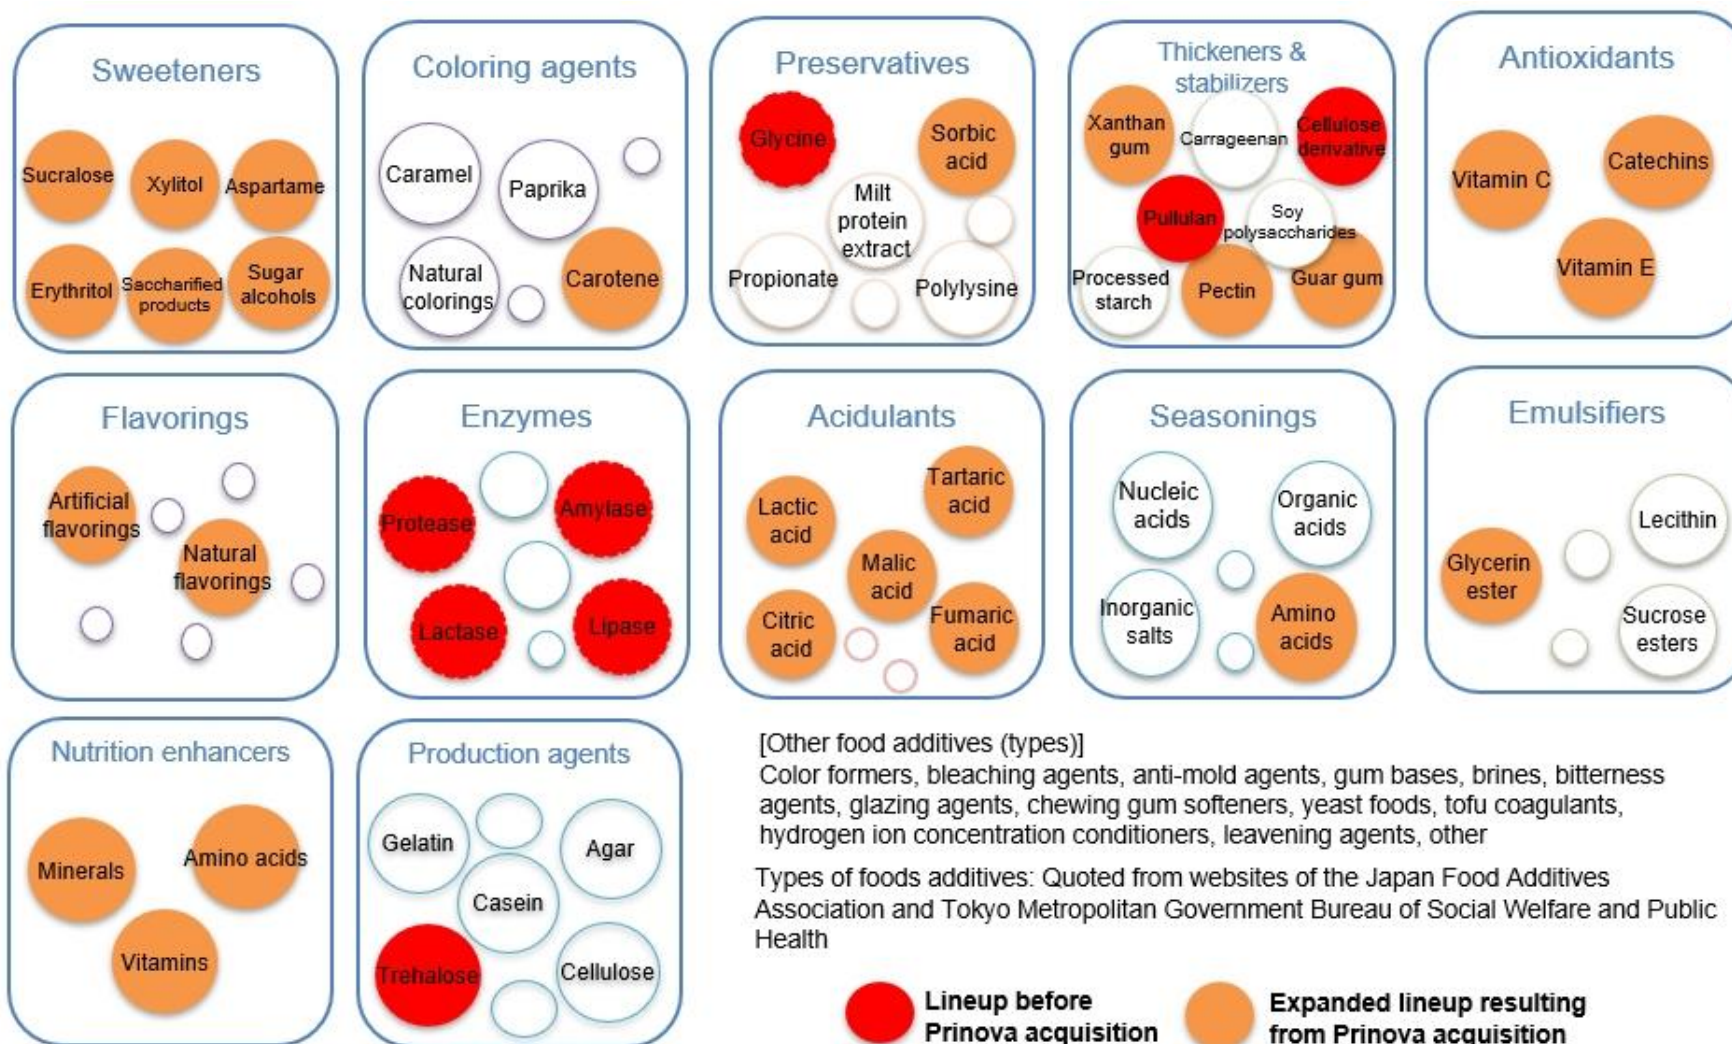 Sweeteners
Sucralose
Xylitol
Aspartame
Erythritol
Saccharified
products
Sugar
alcohols
Coloring agents
Caramel
Paprika
Natural
colorings
Carotene
Preservatives
Glycine
Sorbic
acid
Milt
protein
extract
Propionate
Polylysine
Thickeners &
stabilizers
Xanthan
gum
Carrageenan
Cellulose
derivative
Pullulan
Soy
polysaccharides
Processed
starch
Pectin
Guar gum
Antioxidants
Vitamin C
Catechins
Vitamin E
Flavorings
Artificial
flavorings
Natural
flavorings
Enzymes
Protease
Amylase
Lactase
Lipase
Acidulants
Lactic
acid
Tartaric
acid
Malic
acid
Citric
acid
Fumaric
acid
Seasonings
Nucleic
acids
Organic
acids
Inorganic
salts
Amino
acids
Emulsifiers
Lecithin
Glycerin
ester
Sucrose
esters
Nutrition enhancers
Minerals
Amino acids
Vitamins
Production agents
Gelatin
Agar
Casein
Trehalose
Cellulose
[Other food additives (types)]
Color formers, bleaching agents, anti-mold agents, gum bases, brines, bitterness
agents, glazing agents, chewing gum softeners, yeast foods, tofu coagulants,
hydrogen ion concentration conditioners, leavening agents, other
Types of foods additives: Quoted from websites of the Japan Food Additives
Association and Tokyo Metropolitan Government Bureau of Social Welfare and Public
Health
Lineup before
Prinova acquisition
Expanded lineup resulting
from Prinova acquisition